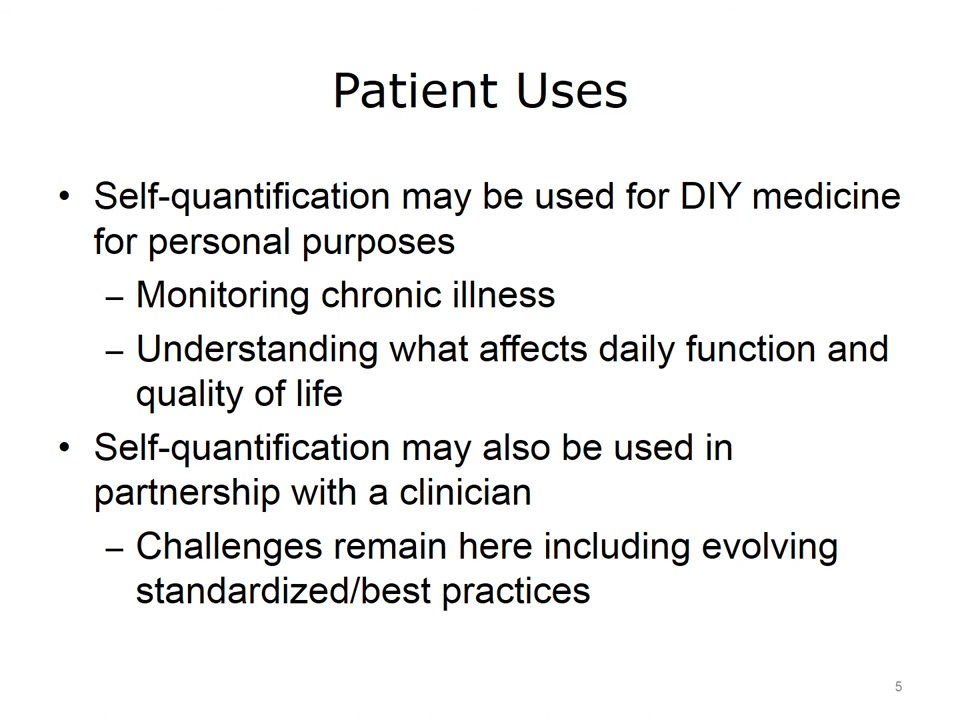 Patient Uses
• Self-quantification may be used for DIY medicine
for personal purposes
– Monitoring chronic illness
– Understanding what affects daily function and
quality of life
• Self-quantification may also be used in
partnership with a clinician
– Challenges remain here including evolving
standardized/best practices
5